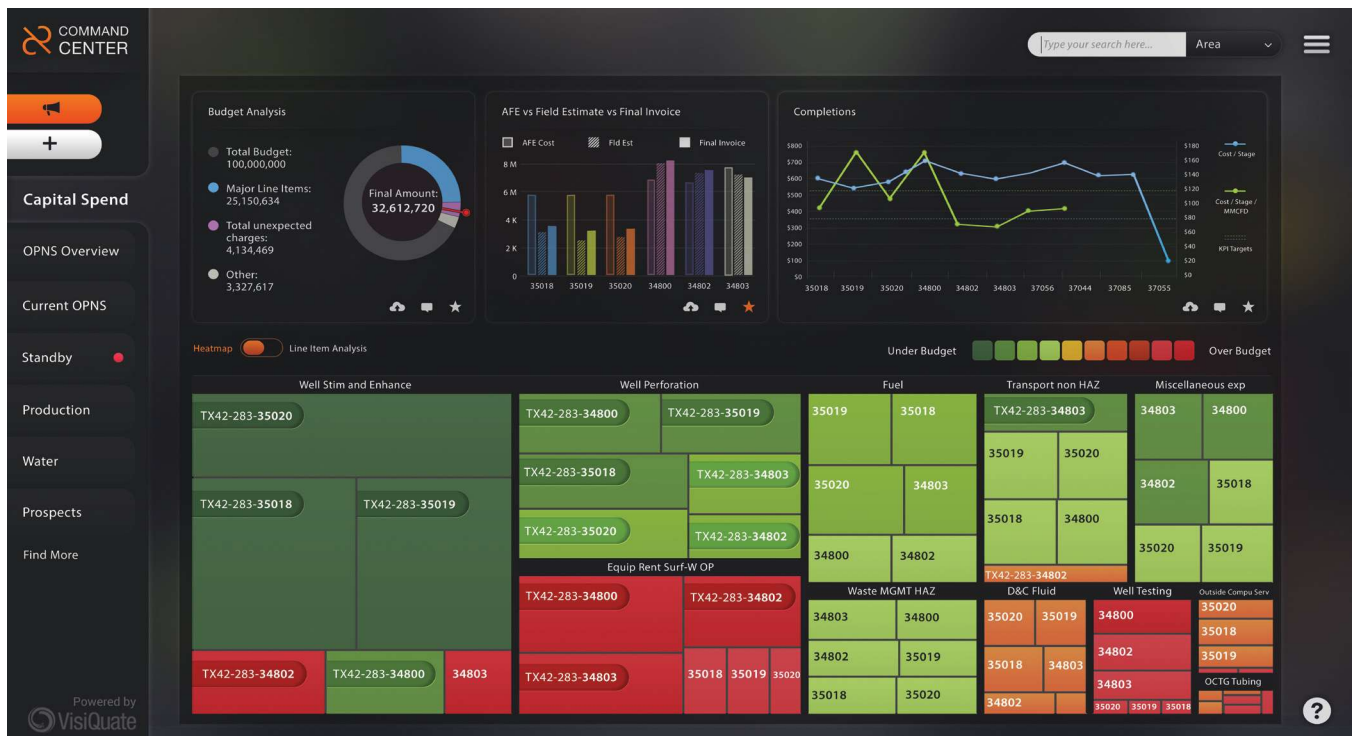 COMMAND
CENTER
Type your search here...
Area
+
Capital Spend
OPNS Overview
Current OPNS
Standby
Production
Water
Prospects
Find More
Powered by
VisiQuate
Budget Analysis
Total Budget:
100,000,000
Major Line Items:
25,150,634
Total unexpected
charges:
4,134,469
Other:
3,327,617
Final Amount:
32,612,720
AFE vs Field Estimate vs Final Invoice
AFE Cost
Fld Est
Final Invoice
8 M
6 M
4 K
2 K
0
35018 35019 35020 34800 34802 34803
Completions
$800
$700
$600
$500
$400
$300
$200
$100
$0
35018 35019 35020 34800 34802 34803 37056 37044 37085 37055
$180
$160
$140
$120
$100
$80
$60
$40
$20
$0
Cost / Stage
Cost / Stage /
MMCFD
KPI Targets
Heatmap
Line Item Analysis
Under Budget
Over Budget
Well Stim and Enhance
TX42-283-35020
TX42-283-35018
TX42-283-35019
TX42-283-34802
TX42-283-34800
34803
Well Perforation
TX42-283-34800
TX42-283-35019
TX42-283-35018
TX42-283-34803
TX42-283-35020
TX42-283-34802
Equip Rent Surf-W OP
TX42-283-34800
TX42-283-34802
TX42-283-34803
35018 35019 35020
Fuel
35019 35018
35020 34803
34800 34802
Waste MGMT HAZ
34803 34800
34802 35019
35018 35020
Transport non HAZ
TX42-283-34803
35019 35020
35018 34800
TX42-283-34802
D&C Fluid
35020 35019
35018 34803
34802
Miscellaneous exp
34803 34800
34802 35018
35020 35019
Well Testing
34800
34802
34803
35020 35019 35018
Outside Compu Serv
35020
35018
35019
OCTG Tubing
?